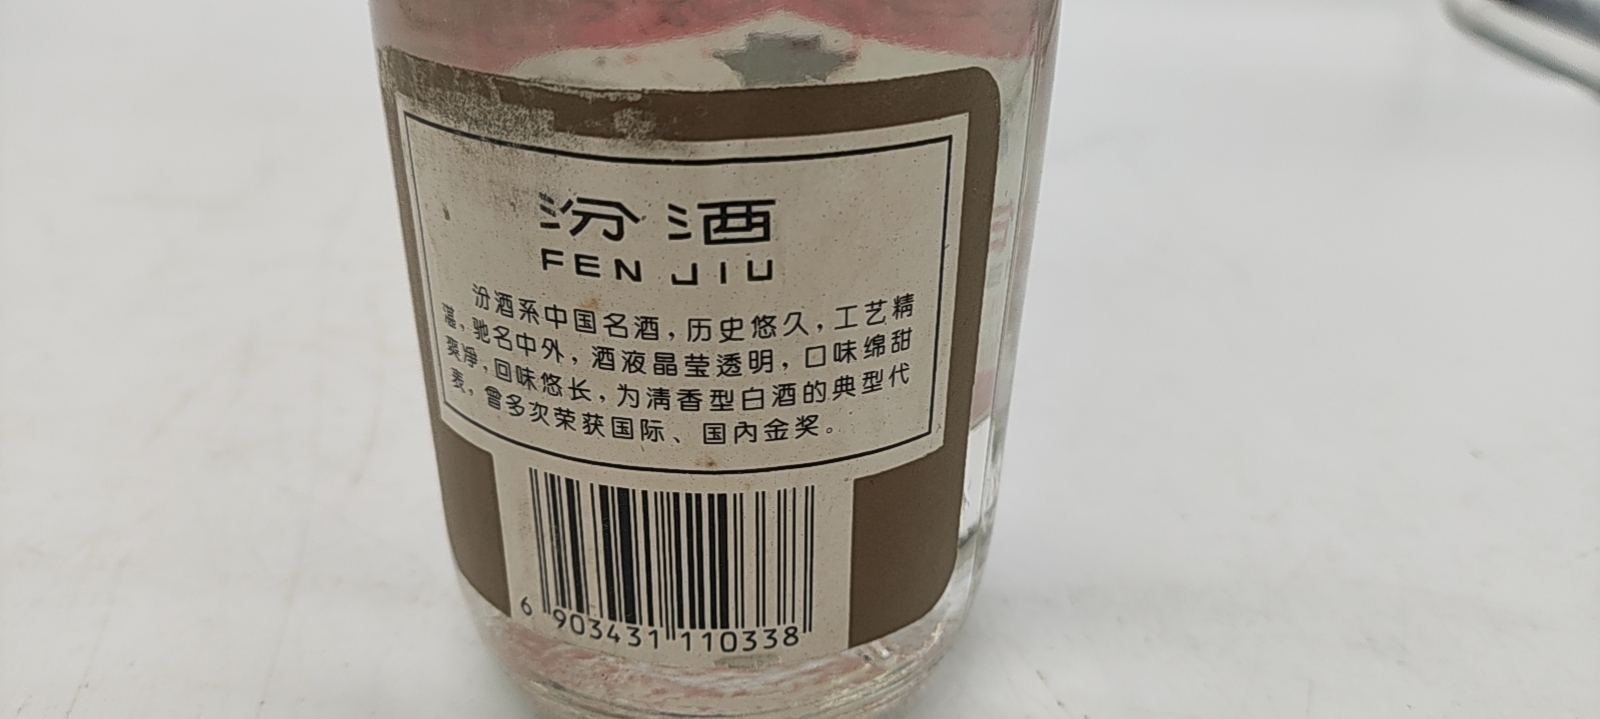 汾酒
FEN JIU
汾酒系中国名酒，历史悠久，工艺精
湛，驰名中外，酒液晶莹透明，口味绵甜
爽净，回味悠长，为清香型白酒的典型代
表，曾多次荣获国际、国内金奖。
6 903431 110338